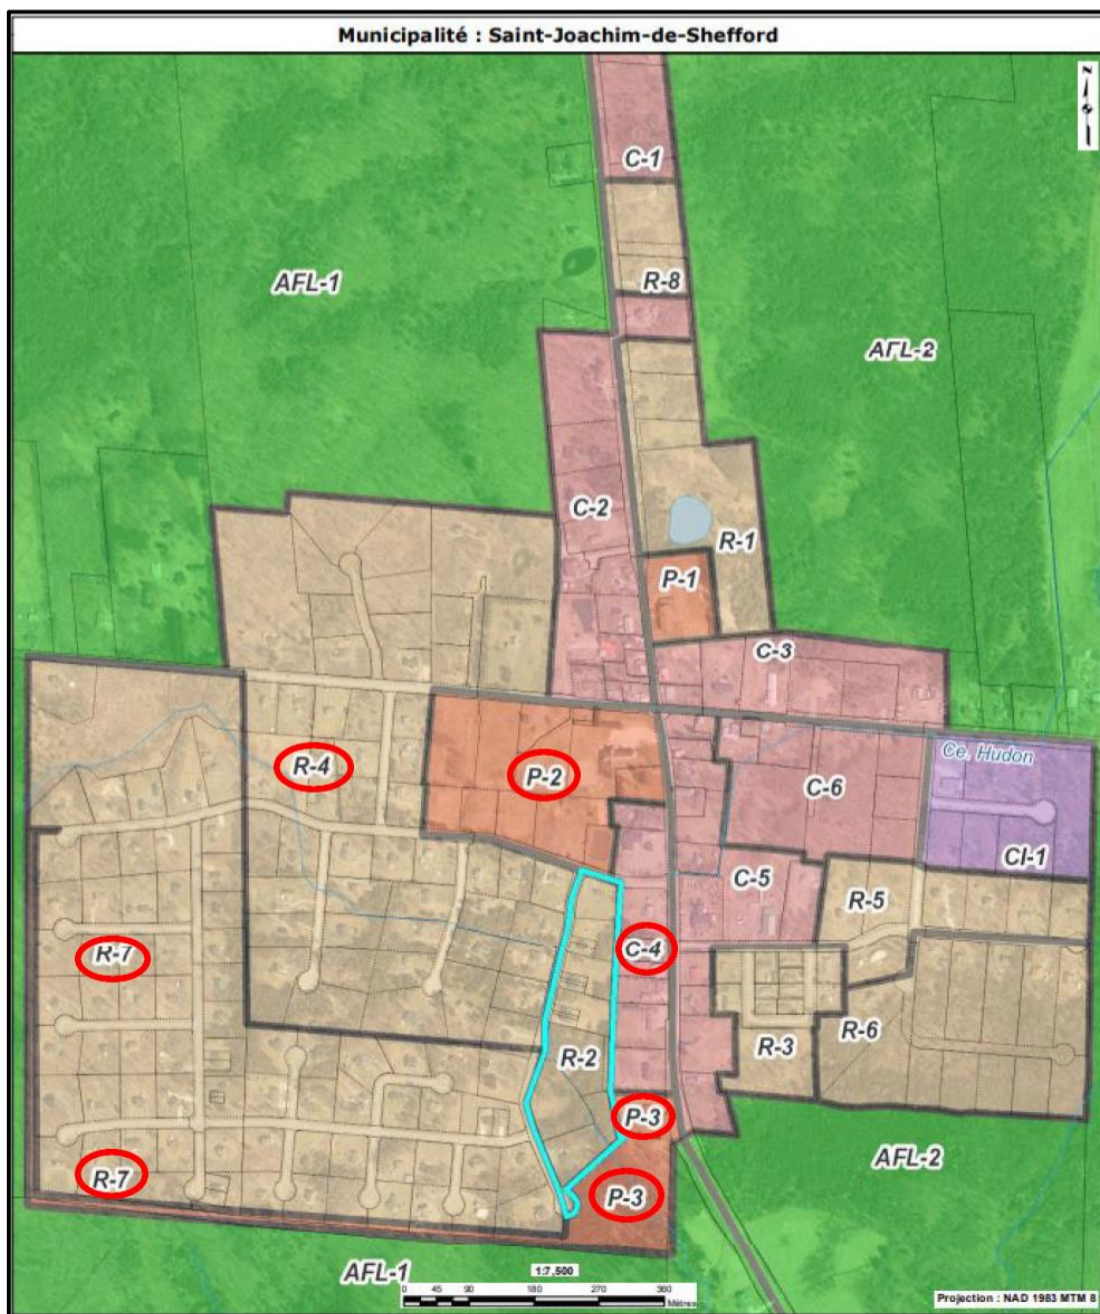 Municipalité : Saint-Joachim-de-Shefford
N
C-1
AFL-1
R-8
AFL-2
C-2
R-1
P-1
C-3
Ce. Hudon
R-4
P-2
C-6
CI-1
C-5
R-5
R-7
C-4
R-2
R-3
R-6
P-3
AFL-2
R-7
P-3
AFL-1
1:7,500
0 45 90 180 270 360
Mètres
Projection : NAD 1983 MTM 8